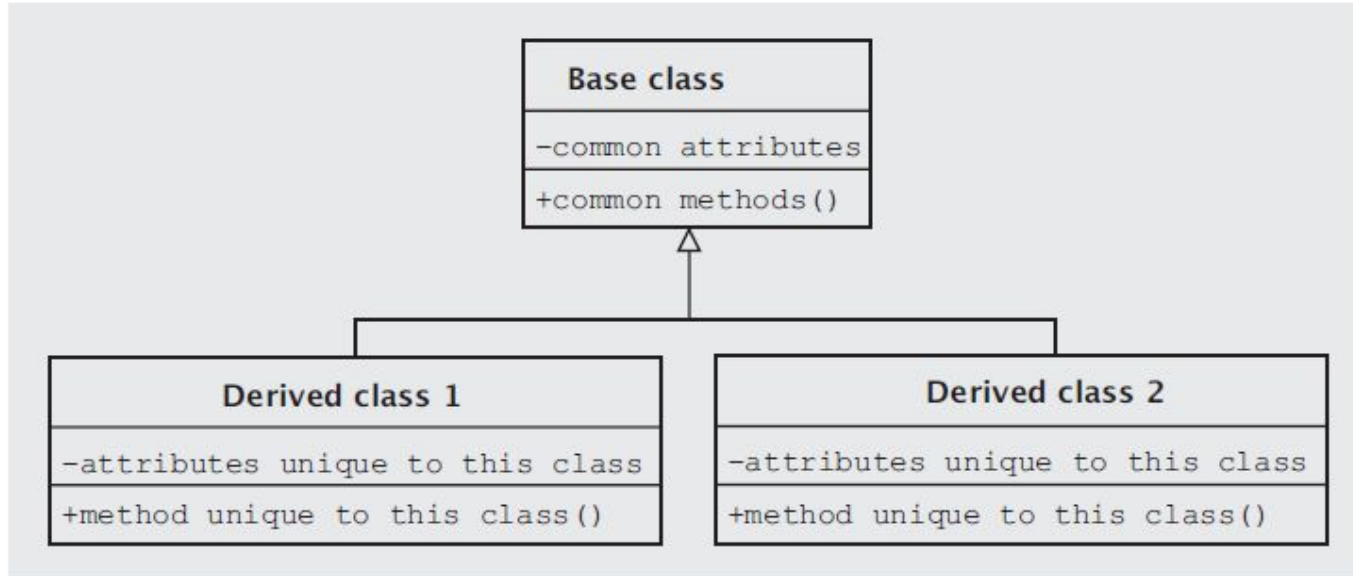 Base class
-common attributes
+common methods()
Derived class 1
-attributes unique to this class
+method unique to this class()
Derived class 2
-attributes unique to this class
+method unique to this class()